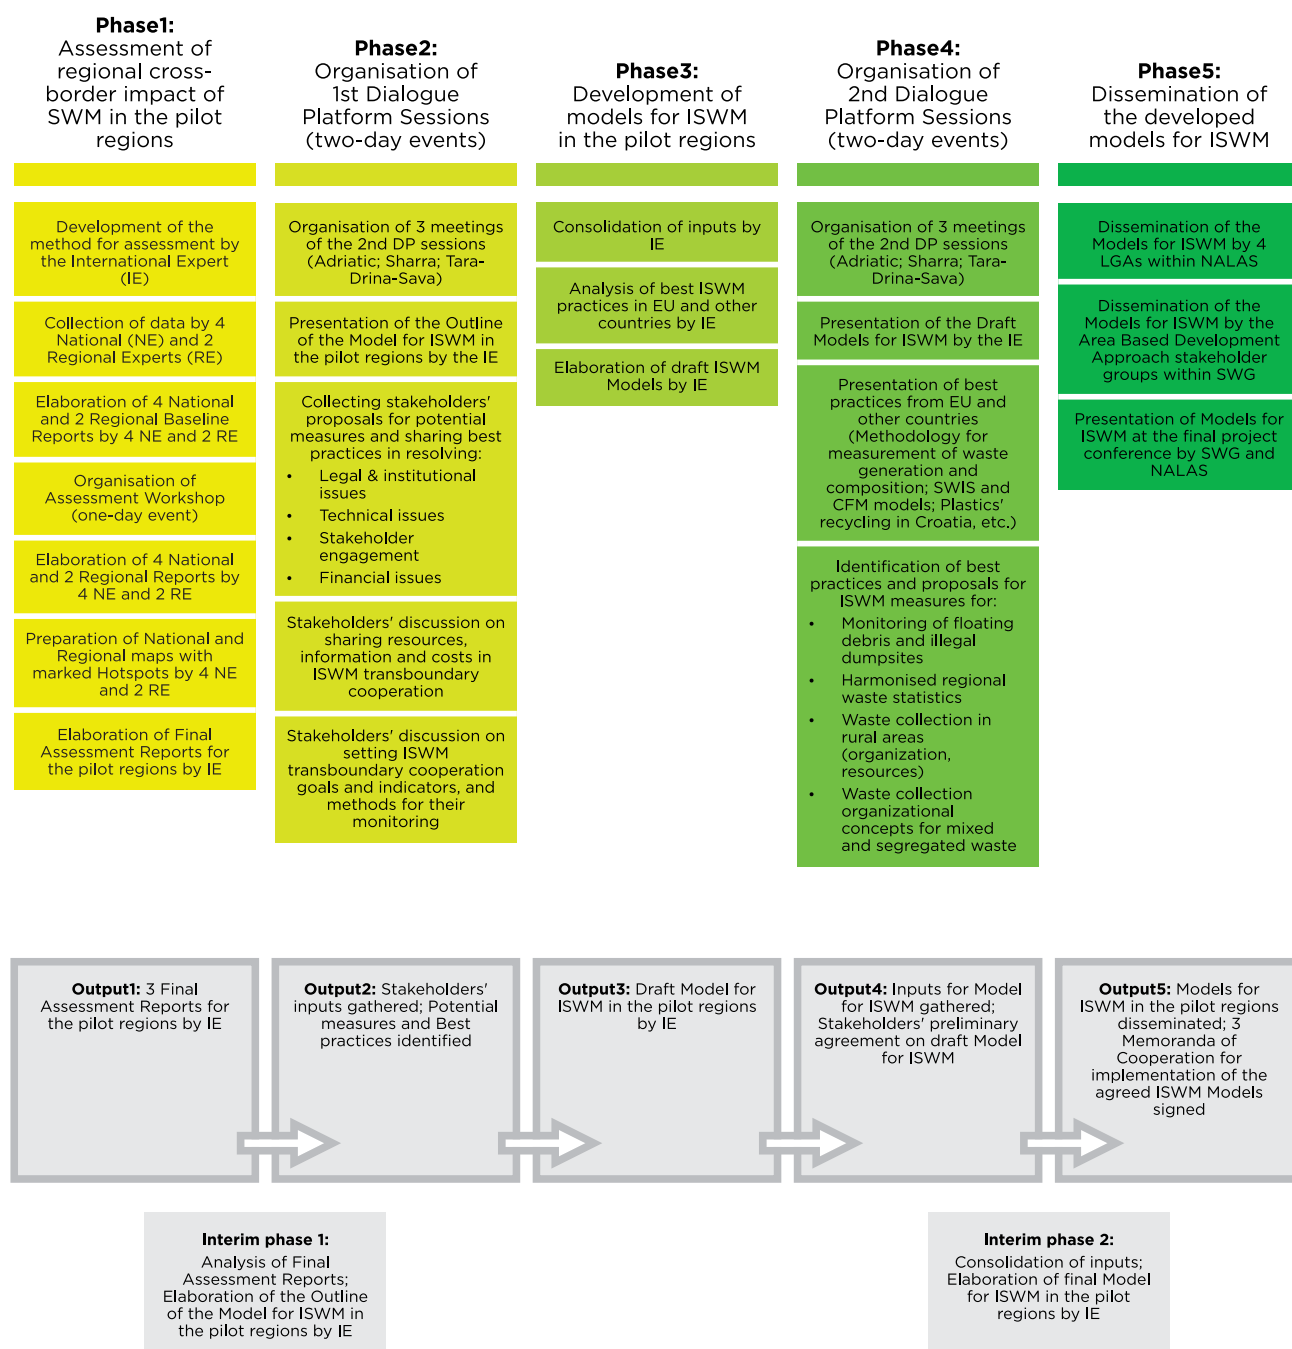 Phase1:
Assessment of
regional cross-
border impact of
SWM in the pilot
regions
Development of the
method for assessment by
the International Expert
(IE)
Collection of data by 4
National (NE) and 2
Regional Experts (RE)
Elaboration of 4 National
and 2 Regional Baseline
Reports by 4 NE and 2 RE
Organisation of
Assessment Workshop
(one-day event)
Elaboration of 4 National
and 2 Regional Reports by
4 NE and 2 RE
Preparation of National and
Regional maps with
marked Hotspots by 4 NE
and 2 RE
Elaboration of Final
Assessment Reports for
the pilot regions by IE
Phase2:
Organisation of
1st Dialogue
Platform Sessions
(two-day events)
Organisation of 3 meetings
of the 2nd DP sessions
(Adriatic; Sharra; Tara-
Drina-Sava)
Presentation of the Outline
of the Model for ISWM in
the pilot regions by the IE
Collecting stakeholders'
proposals for potential
measures and sharing best
practices in resolving:
• Legal & institutional
issues
• Technical issues
• Stakeholder
engagement
• Financial issues
Stakeholders' discussion on
sharing resources,
information and costs in
ISWM transboundary
cooperation
Stakeholders' discussion on
setting ISWM
transboundary cooperation
goals and indicators, and
methods for their
monitoring
Phase3:
Development of
models for ISWM
in the pilot regions
Consolidation of inputs by
IE
Analysis of best ISWM
practices in EU and other
countries by IE
Elaboration of draft ISWM
Models by IE
Phase4:
Organisation of
2nd Dialogue
Platform Sessions
(two-day events)
Organisation of 3 meetings
of the 2nd DP sessions
(Adriatic; Sharra; Tara-
Drina-Sava)
Presentation of the Draft
Models for ISWM by the IE
Presentation of best
practices from EU and
other countries
(Methodology for
measurement of waste
generation and
composition; SWIS and
CFM models; Plastics'
recycling in Croatia, etc.)
Identification of best
practices and proposals for
ISWM measures for:
• Monitoring of floating
debris and illegal
dumpsites
• Harmonised regional
waste statistics
• Waste collection in
rural areas
(organization,
resources)
• Waste collection
organizational
concepts for mixed
and segregated waste
Phase5:
Dissemination of
the developed
models for ISWM
Dissemination of the
Models for ISWM by 4
LGAs within NALAS
Dissemination of the
Models for ISWM by the
Area Based Development
Approach stakeholder
groups within SWG
Presentation of Models for
ISWM at the final project
conference by SWG and
NALAS
Output1: 3 Final
Assessment Reports for
the pilot regions by IE
Output2: Stakeholders'
inputs gathered; Potential
measures and Best
practices identified
Output3: Draft Model for
ISWM in the pilot regions
by IE
Output4: Inputs for Model
for ISWM gathered;
Stakeholders' preliminary
agreement on draft Model
for ISWM
Output5: Models for
ISWM in the pilot regions
disseminated; 3
Memoranda of
Cooperation for
implementation of the
agreed ISWM Models
signed
Interim phase 1:
Analysis of Final
Assessment Reports;
Elaboration of the Outline
of the Model for ISWM in
the pilot regions by IE
Interim phase 2:
Consolidation of inputs;
Elaboration of final Model
for ISWM in the pilot
regions by IE